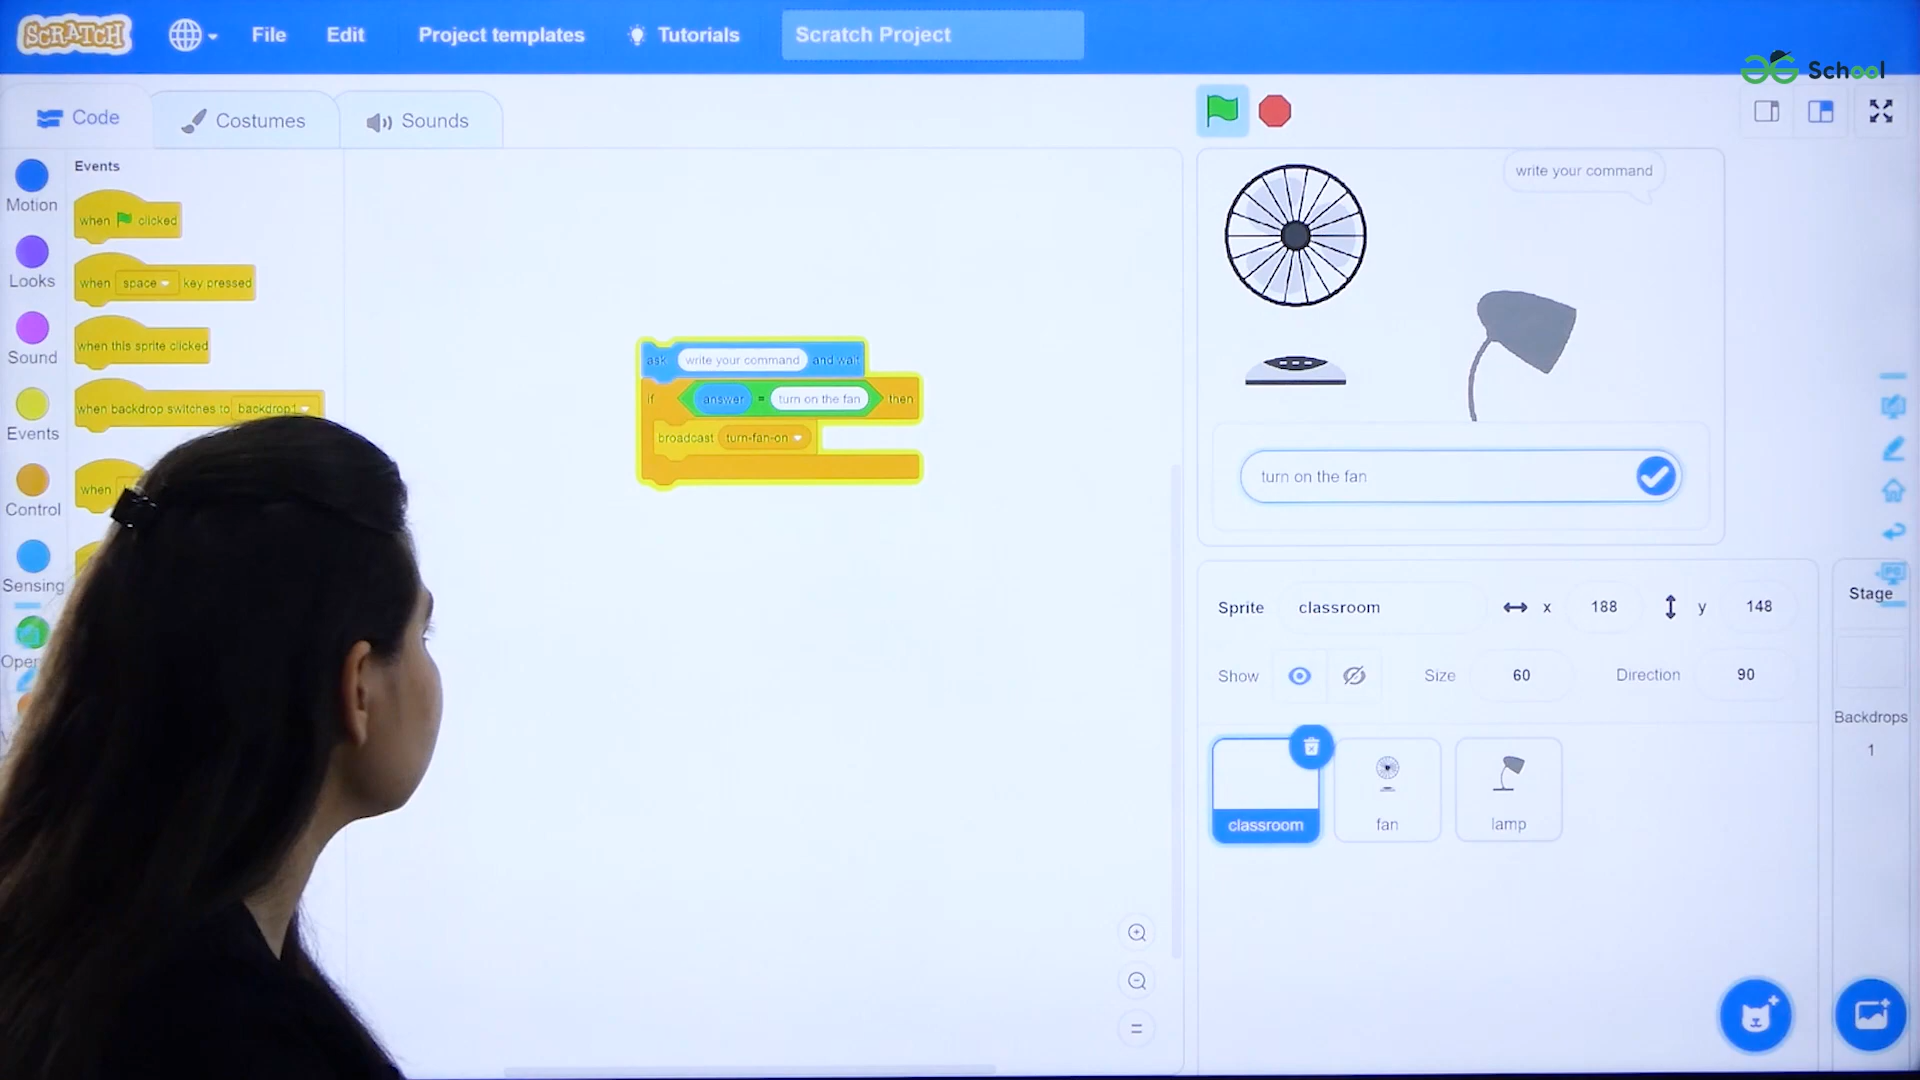 SCRATCH
File
Edit
Project templates
Tutorials
Scratch Project
School
Code
Costumes
Sounds
Events
Motion
Looks
Sound
Events
Control
Sensing
when clicked
when space key pressed
when this sprite clicked
when backdrop switches to backdrop1
when
ask write your command and wait
if answer = turn on the fan then
broadcast turn-fan-on
write your command
turn on the fan
Sprite classroom x 188 y 148
Show Size 60 Direction 90
classroom
fan
lamp
Stage
Backdrops
1